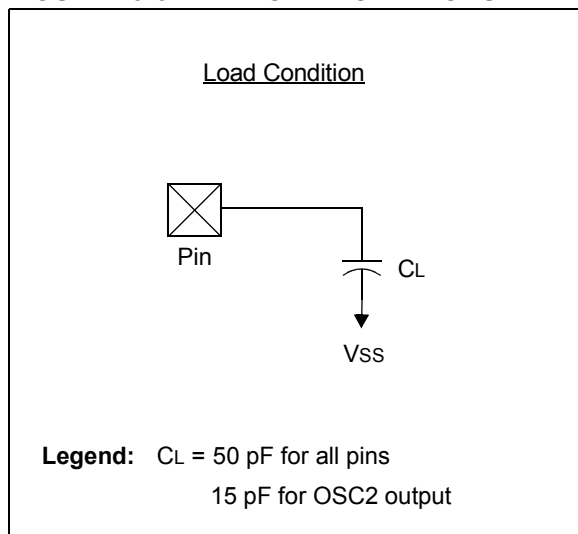 Load Condition
Pin
CL
VSS
Legend: CL = 50 pF for all pins
15 pF for OSC2 output